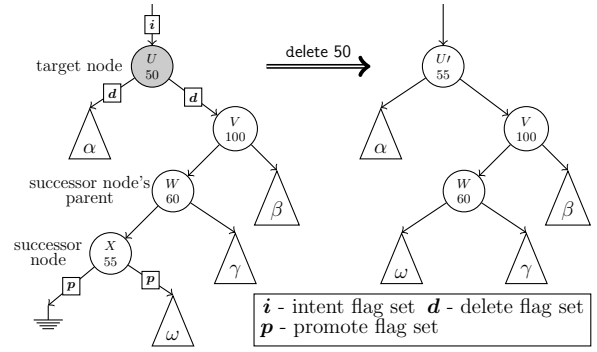 i
U
50
target node
d
d
α
V
100
successor node's
parent
W
60
β
successor
node
X
55
γ
p
p
ω
delete 50
U′
55
α
V
100
W
60
β
ω
γ
i - intent flag set d - delete flag set
p - promote flag set